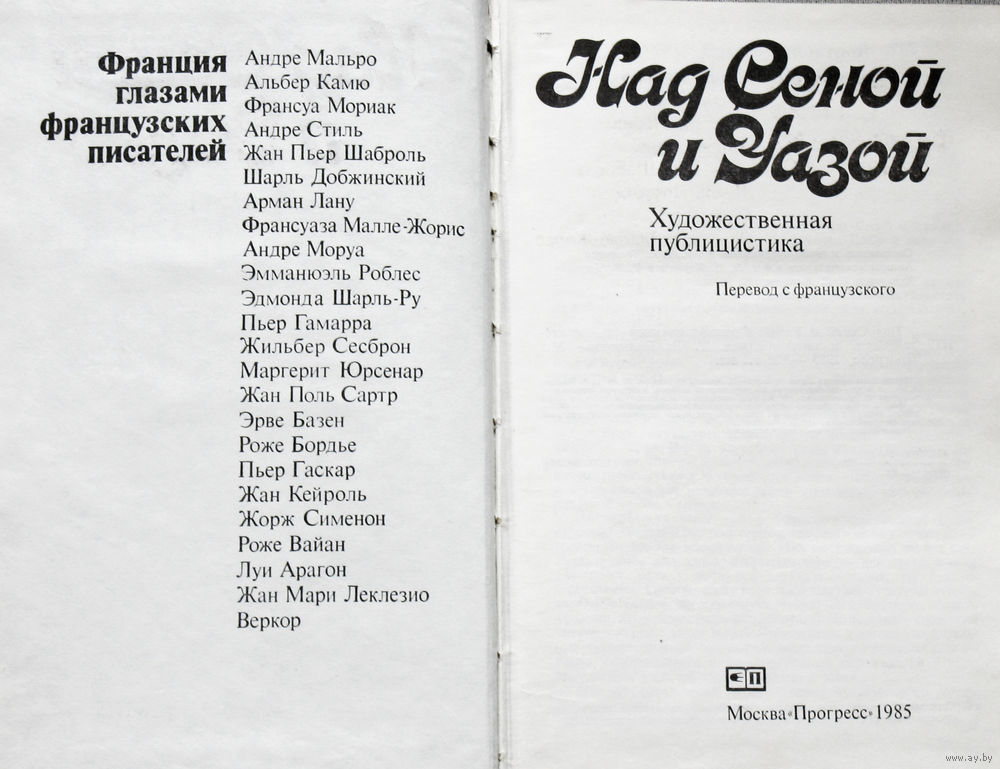 Франция
глазами
французских
писателей
Андре Мальро
Альбер Камю
Франсуа Мориак
Андре Стиль
Жан Пьер Шаброль
Шарль Добжинский
Арман Лану
Франсуаза Малле-Жорис
Андре Моруа
Эммануэль Роблес
Эдмонда Шарль-Ру
Пьер Гамарра
Жильбер Сесброн
Маргерит Юрсенар
Жан Поль Сартр
Эрве Базен
Роже Бордье
Пьер Гаскар
Жан Кейроль
Жорж Сименон
Роже Вайан
Луи Арагон
Жан Мари Леклезио
Веркор
Над Сеной
и Уазой
Художественная
публицистика
Перевод с французского
П
Москва «Прогресс» 1985
www.ay.by